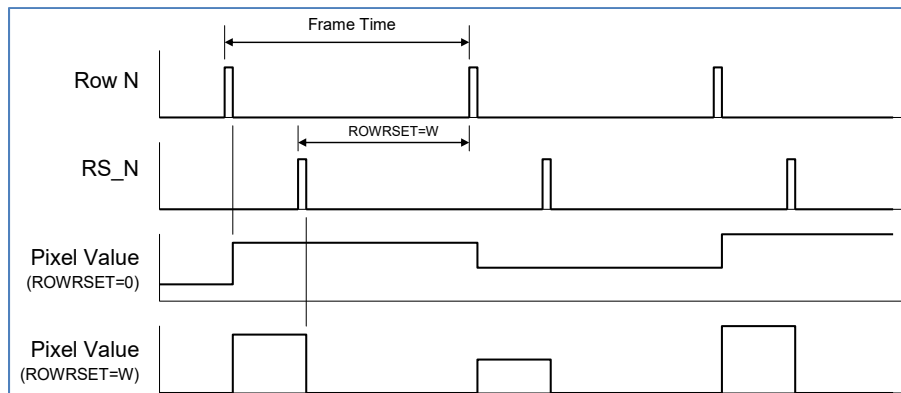 Frame Time
Row N
ROWRSET=W
RS_N
Pixel Value
(ROWRSET=0)
Pixel Value
(ROWRSET=W)